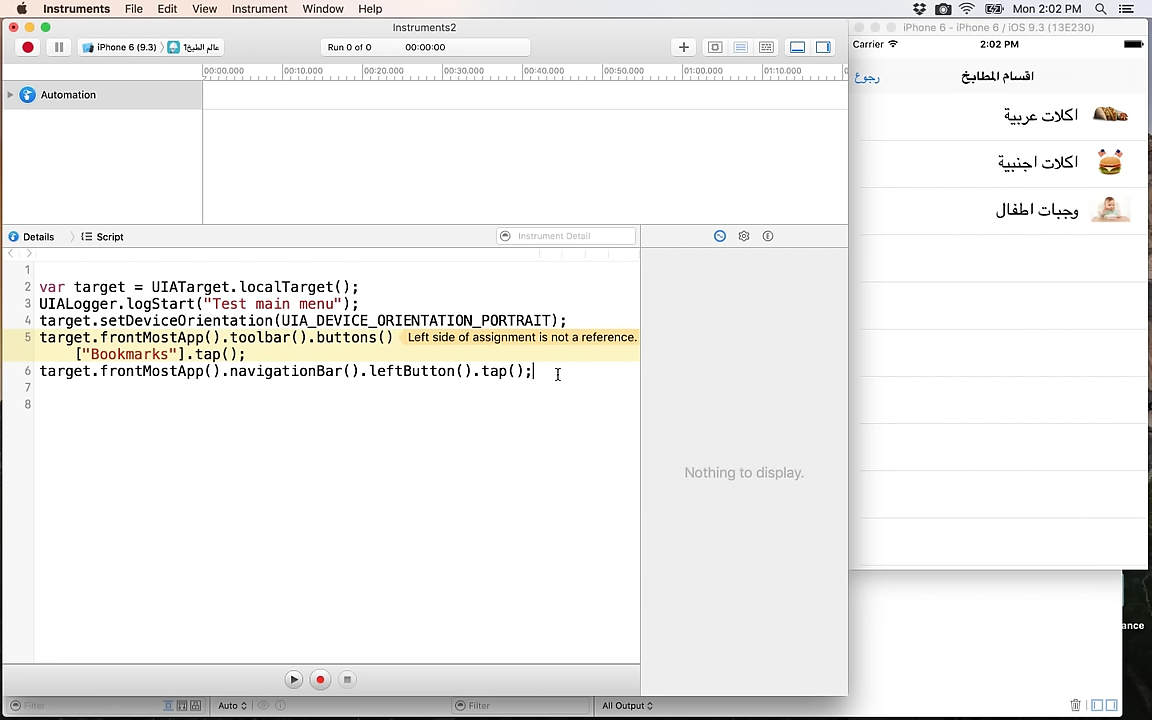 Instruments File Edit View Instrument Window Help Mon 2:02 PM
Instruments2
iPhone 6 - iPhone 6 / iOS 9.3 (13E230)
iPhone 6 (9.3) عالم الطبخ1 Run 0 of 0 00:00:00
Carrier 2:02 PM
00:00.000 00:10.000 00:20.000 00:30.000 00:40.000 00:50.000 01:00.000 01:10.000
رجوع اقسام المطابخ
Automation
اكلات عربية
اكلات اجنبية
وجبات اطفال
Details Script Instrument Detail
1
2 var target = UIATarget.localTarget();
3 UIALogger.logStart("Test main menu");
4 target.setDeviceOrientation(UIA_DEVICE_ORIENTATION_PORTRAIT);
5 target.frontMostApp().toolbar().buttons() Left side of assignment is not a reference.
["Bookmarks"].tap();
6 target.frontMostApp().navigationBar().leftButton().tap();
7
8
Nothing to display.
ance
Filter Auto Filter All Output